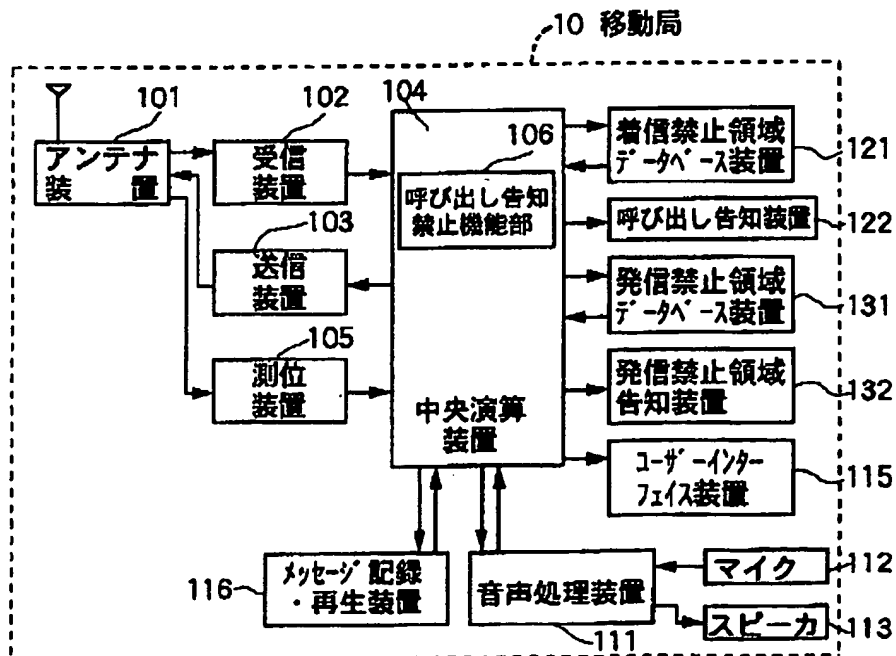 10 移動局
101
アンテナ
装　置
102
受信
装置
103
送信
装置
105
測位
装置
104
106
呼び出し告知
禁止機能部
中央演算
装置
着信禁止領域
データベース装置
121
呼び出し告知装置
122
発信禁止領域
データベース装置
131
発信禁止領域
告知装置
132
ユーザーインター
フェイス装置
115
116
メッセージ記録
・再生装置
音声処理装置
111
マイク
112
スピーカ
113